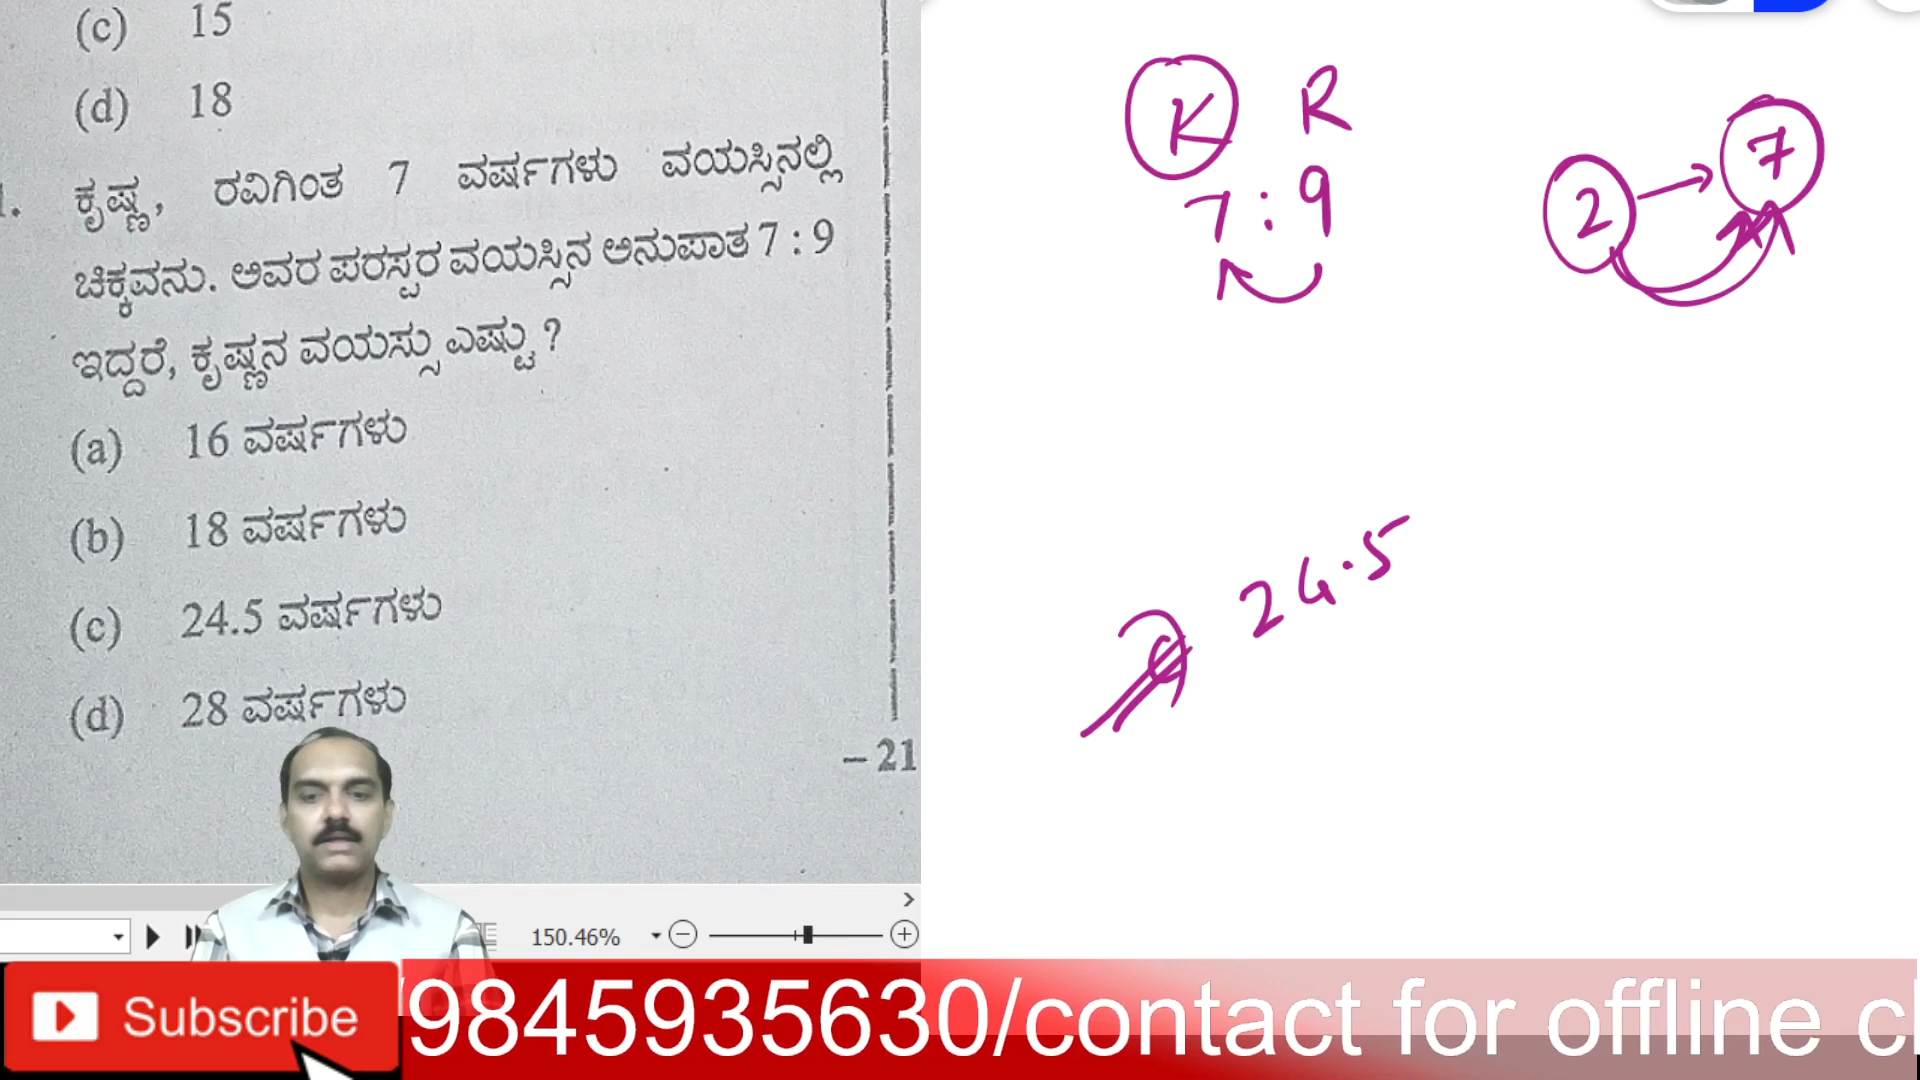 (c) 15
(d) 18
ಕೃಷ್ಣ, ರವಿಗಿಂತ 7 ವರ್ಷಗಳು ವಯಸ್ಸಿನಲ್ಲಿ
ಚಿಕ್ಕವನು. ಅವರ ಪರಸ್ಪರ ವಯಸ್ಸಿನ ಅನುಪಾತ 7 : 9
ಇದ್ದರೆ, ಕೃಷ್ಣನ ವಯಸ್ಸು ಎಷ್ಟು ?
(a) 16 ವರ್ಷಗಳು
(b) 18 ವರ್ಷಗಳು
(c) 24.5 ವರ್ಷಗಳು
(d) 28 ವರ್ಷಗಳು
– 21
K R
7 : 9
2 7
24.5
150.46%
Subscribe
9845935630/contact for offline